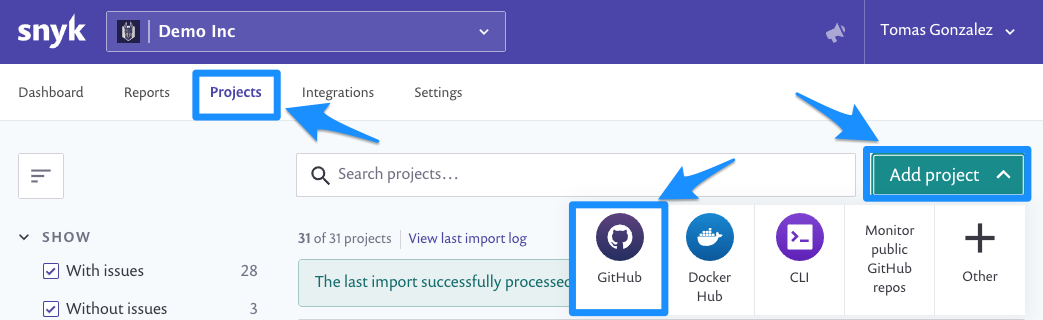 snyk
Demo Inc
Tomas Gonzalez
Dashboard
Reports
Projects
Integrations
Settings
Search projects...
Add project
SHOW
With issues 28
Without issues 3
31 of 31 projects
View last import log
The last import successfully processed
GitHub
Docker
Hub
CLI
Monitor
public
GitHub
repos
Other